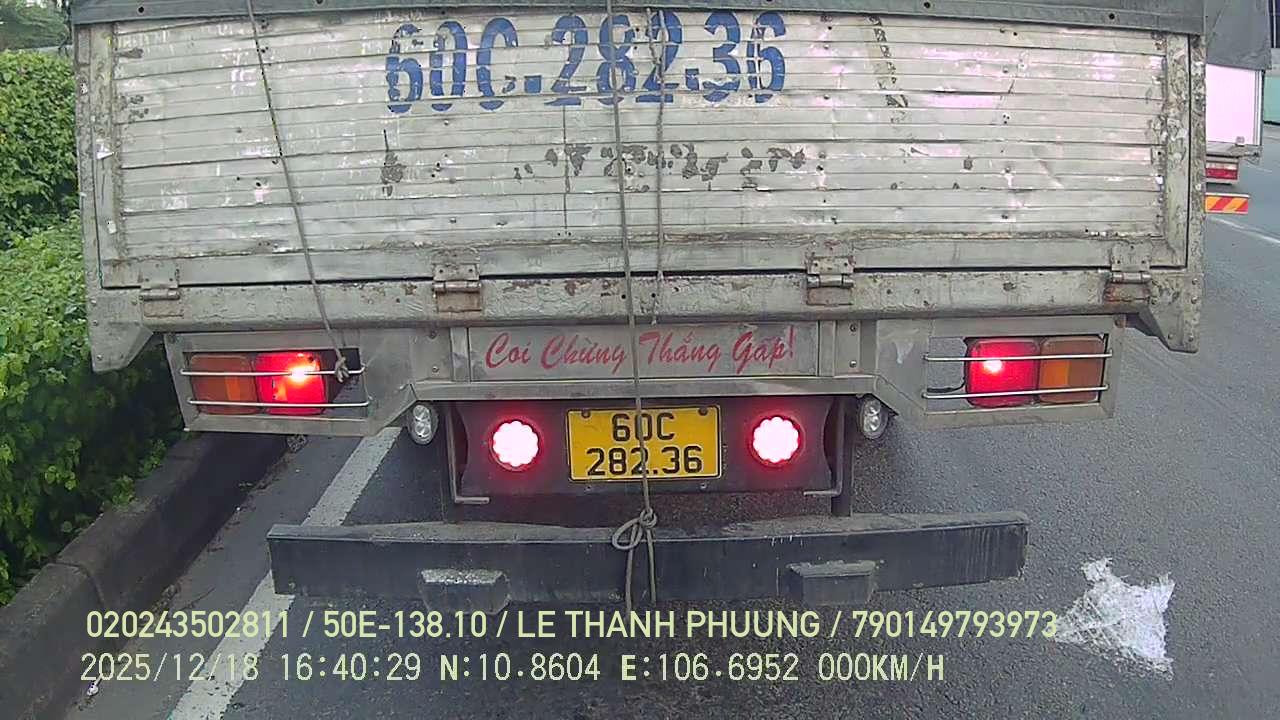 60C-282.36
Coi Chừng Thắng Gấp!
60C
282.36
020243502811 / 50E-138.10 / LE THANH PHUUNG / 790149793973
2025/12/18 16:40:29 N:10.8604 E:106.6952 000KM/H